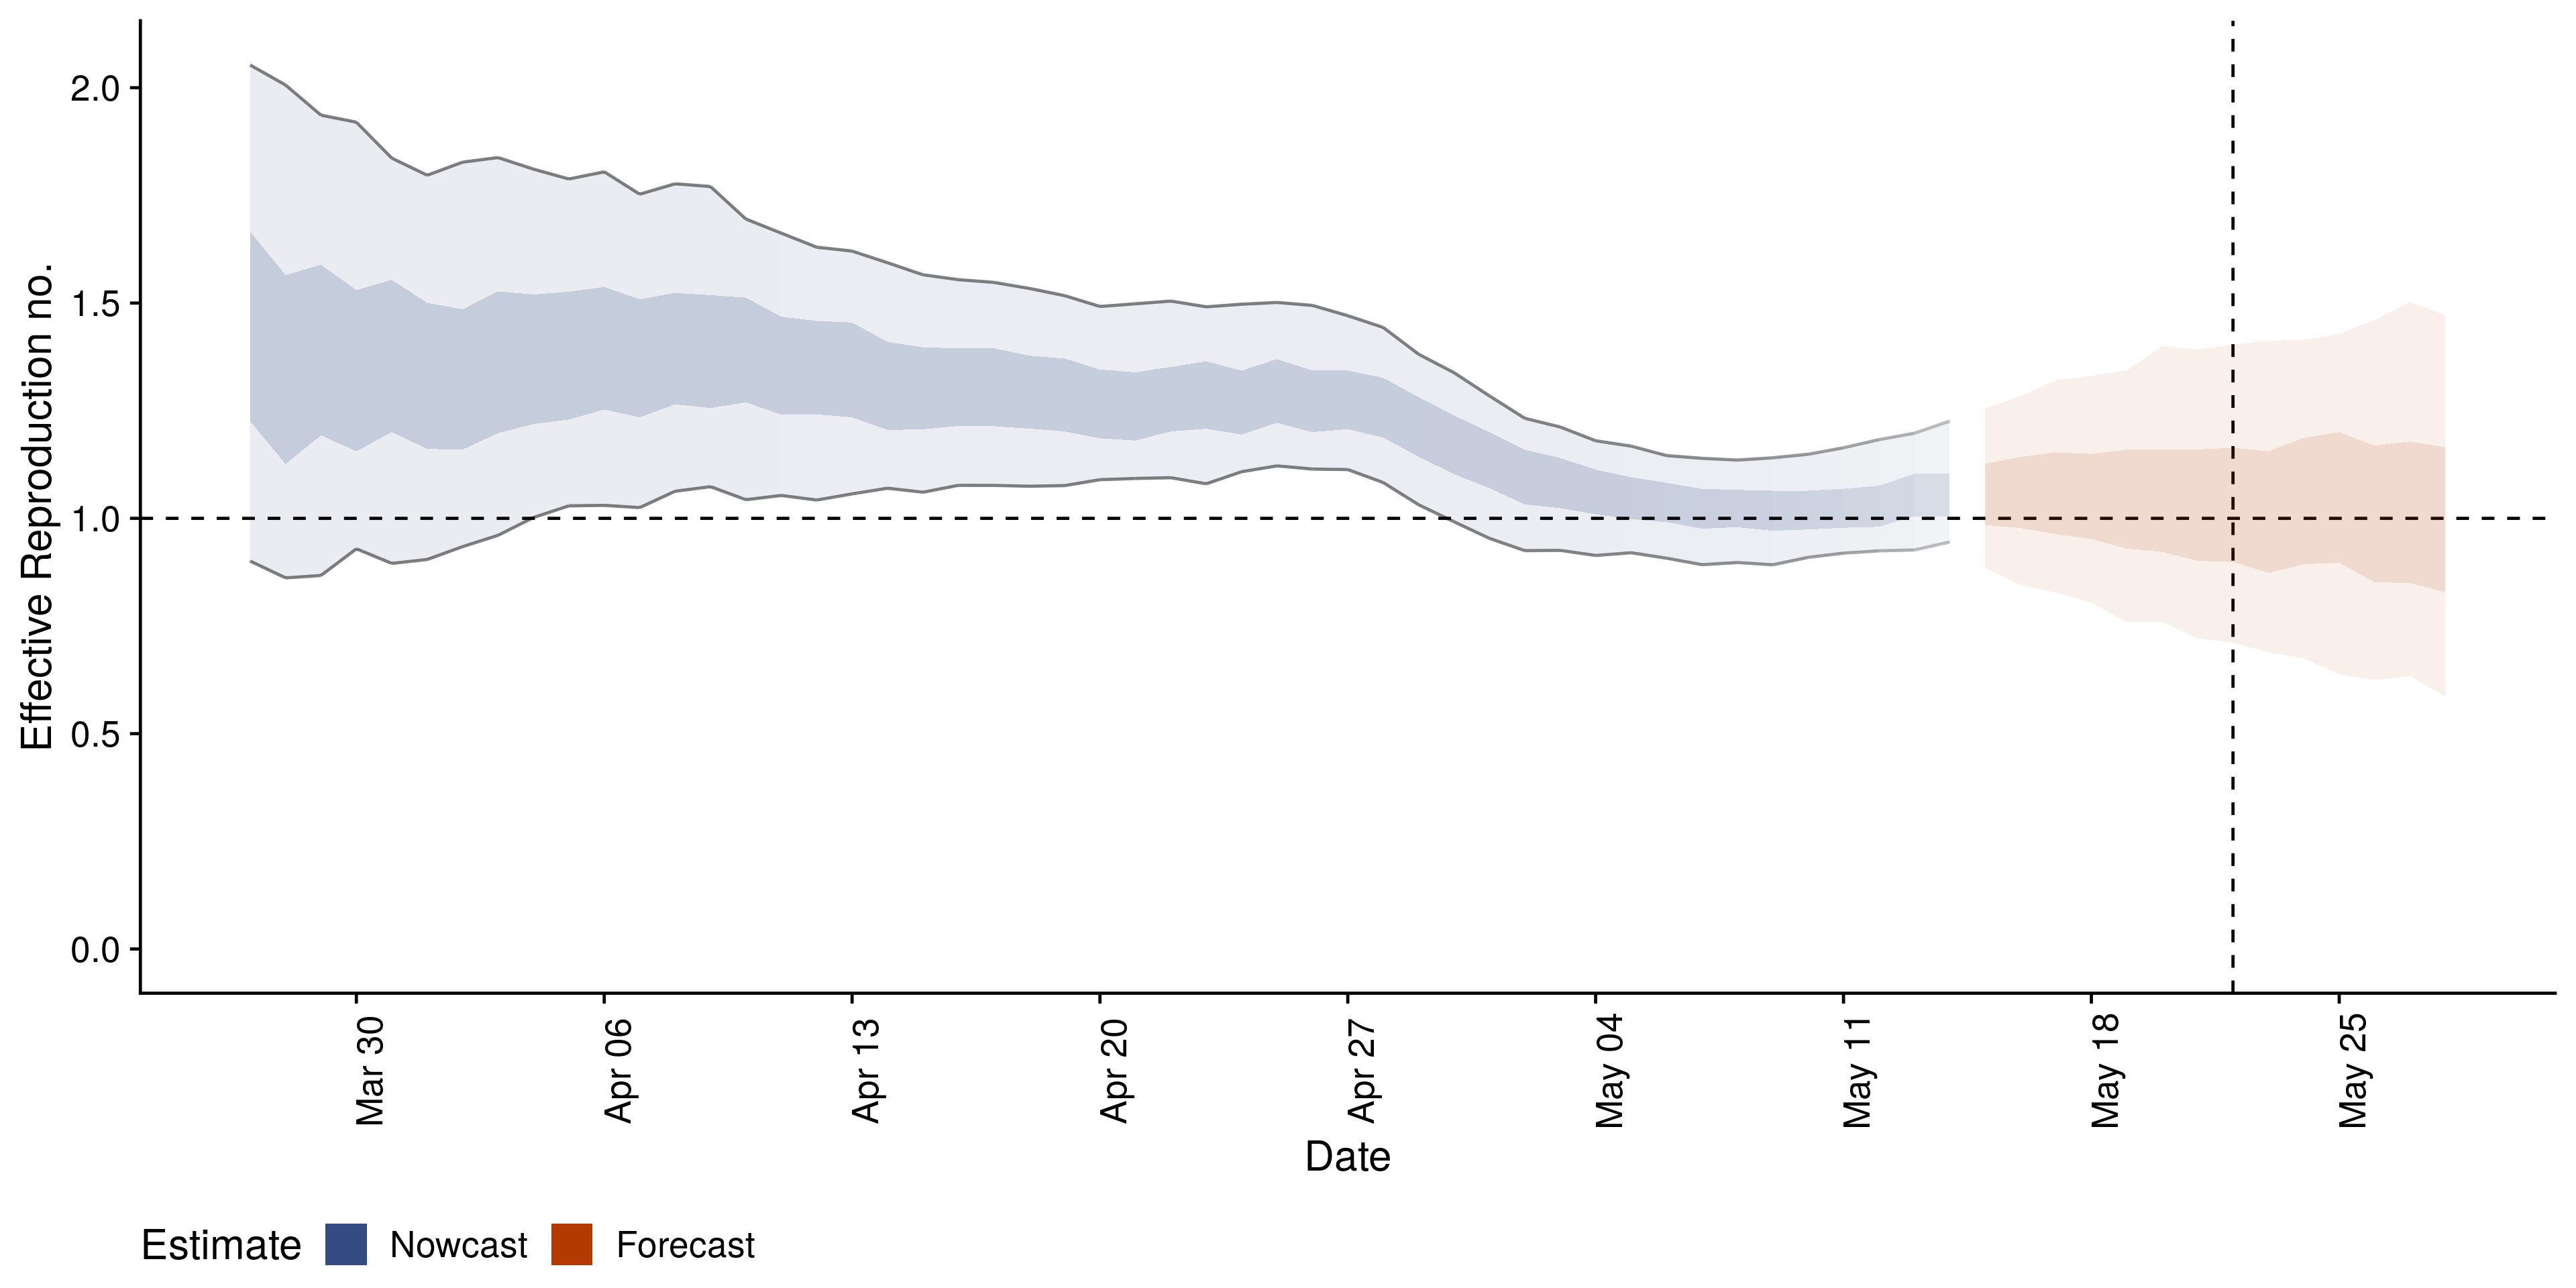 Effective Reproduction no.
2.0
1.5
1.0
0.5
0.0
Mar 30
Apr 06
Apr 13
Apr 20
Apr 27
May 04
May 11
May 18
May 25
Date
Estimate Nowcast Forecast